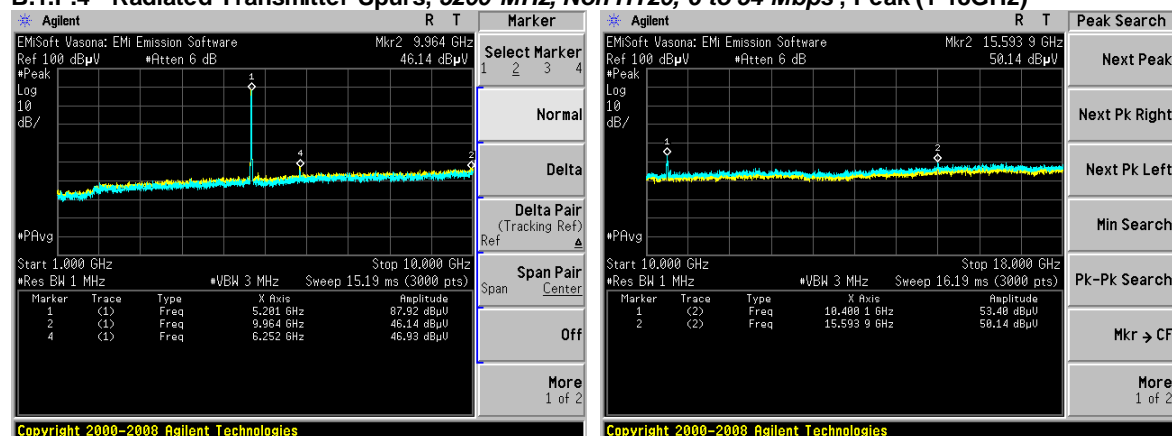 B.1.F.4 Radiated Transmitter Spurs, 5200 MHz, Non HT20, 6 to 54 Mbps , Peak (1-18GHz)
Agilent R T
EMiSoft Vasona: EMi Emission Software Mkr2 9.964 GHz
Ref 100 dBµV #Atten 6 dB 46.14 dBµV
#Peak
Log
10
dB/
1
4
2
#PAvg
Start 1.000 GHz Stop 10.000 GHz
#Res BW 1 MHz #VBW 3 MHz Sweep 15.19 ms (3000 pts)
Marker Trace Type X Axis Amplitude
1 (1) Freq 5.201 GHz 87.92 dBµV
2 (1) Freq 9.964 GHz 46.14 dBµV
4 (1) Freq 6.252 GHz 46.93 dBµV
Copyright 2000-2008 Agilent Technologies
Marker
Select Marker
1 2 3 4
Normal
Delta
Delta Pair
(Tracking Ref)
Ref Δ
Span Pair
Span Center
Off
More
1 of 2
Agilent R T
EMiSoft Vasona: EMi Emission Software Mkr2 15.593 9 GHz
Ref 100 dBµV #Atten 6 dB 50.14 dBµV
#Peak
Log
10
dB/
1
2
#PAvg
Start 10.000 GHz Stop 18.000 GHz
#Res BW 1 MHz #VBW 3 MHz Sweep 16.19 ms (3000 pts)
Marker Trace Type X Axis Amplitude
1 (2) Freq 10.400 1 GHz 53.40 dBµV
2 (2) Freq 15.593 9 GHz 50.14 dBµV
Copyright 2000-2008 Agilent Technologies
Peak Search
Next Peak
Next Pk Right
Next Pk Left
Min Search
Pk-Pk Search
Mkr → CF
More
1 of 2